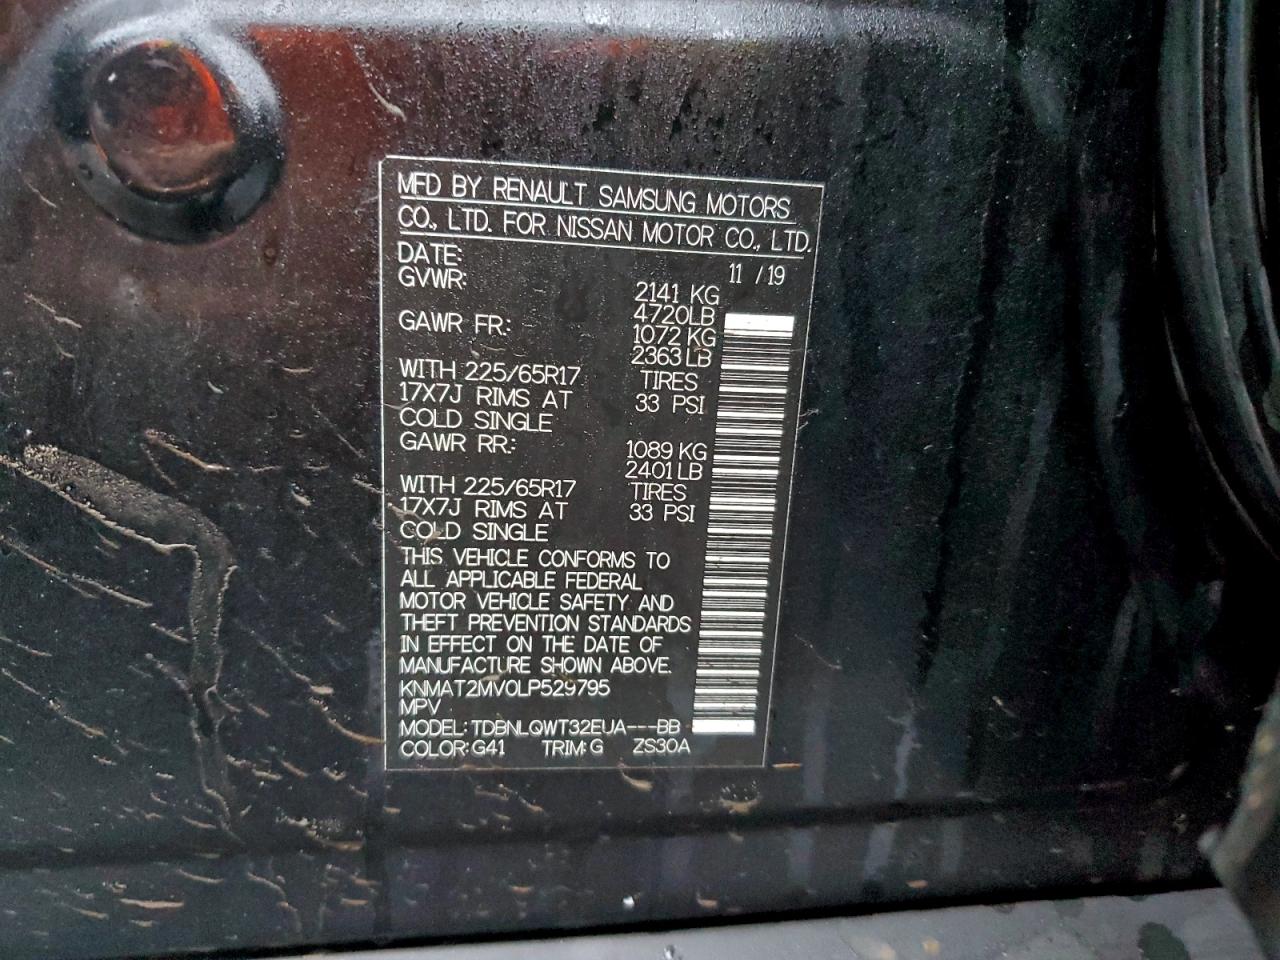 MFD BY RENAULT SAMSUNG MOTORS
CO., LTD. FOR NISSAN MOTOR CO., LTD.
DATE: 11 /19
GVWR: 2141 KG
4720LB
GAWR FR: 1072 KG
2363LB
WITH 225/65R17 TIRES
17X7J RIMS AT 33 PSI
COLD SINGLE
GAWR RR: 1089 KG
2401LB
WITH 225/65R17 TIRES
17X7J RIMS AT 33 PSI
COLD SINGLE
THIS VEHICLE CONFORMS TO
ALL APPLICABLE FEDERAL
MOTOR VEHICLE SAFETY AND
THEFT PREVENTION STANDARDS
IN EFFECT ON THE DATE OF
MANUFACTURE SHOWN ABOVE.
KNMAT2MV0LP529795
MPV
MODEL:TDBNLQWT32EUA---BB
COLOR:G41 TRIM:G ZS30A